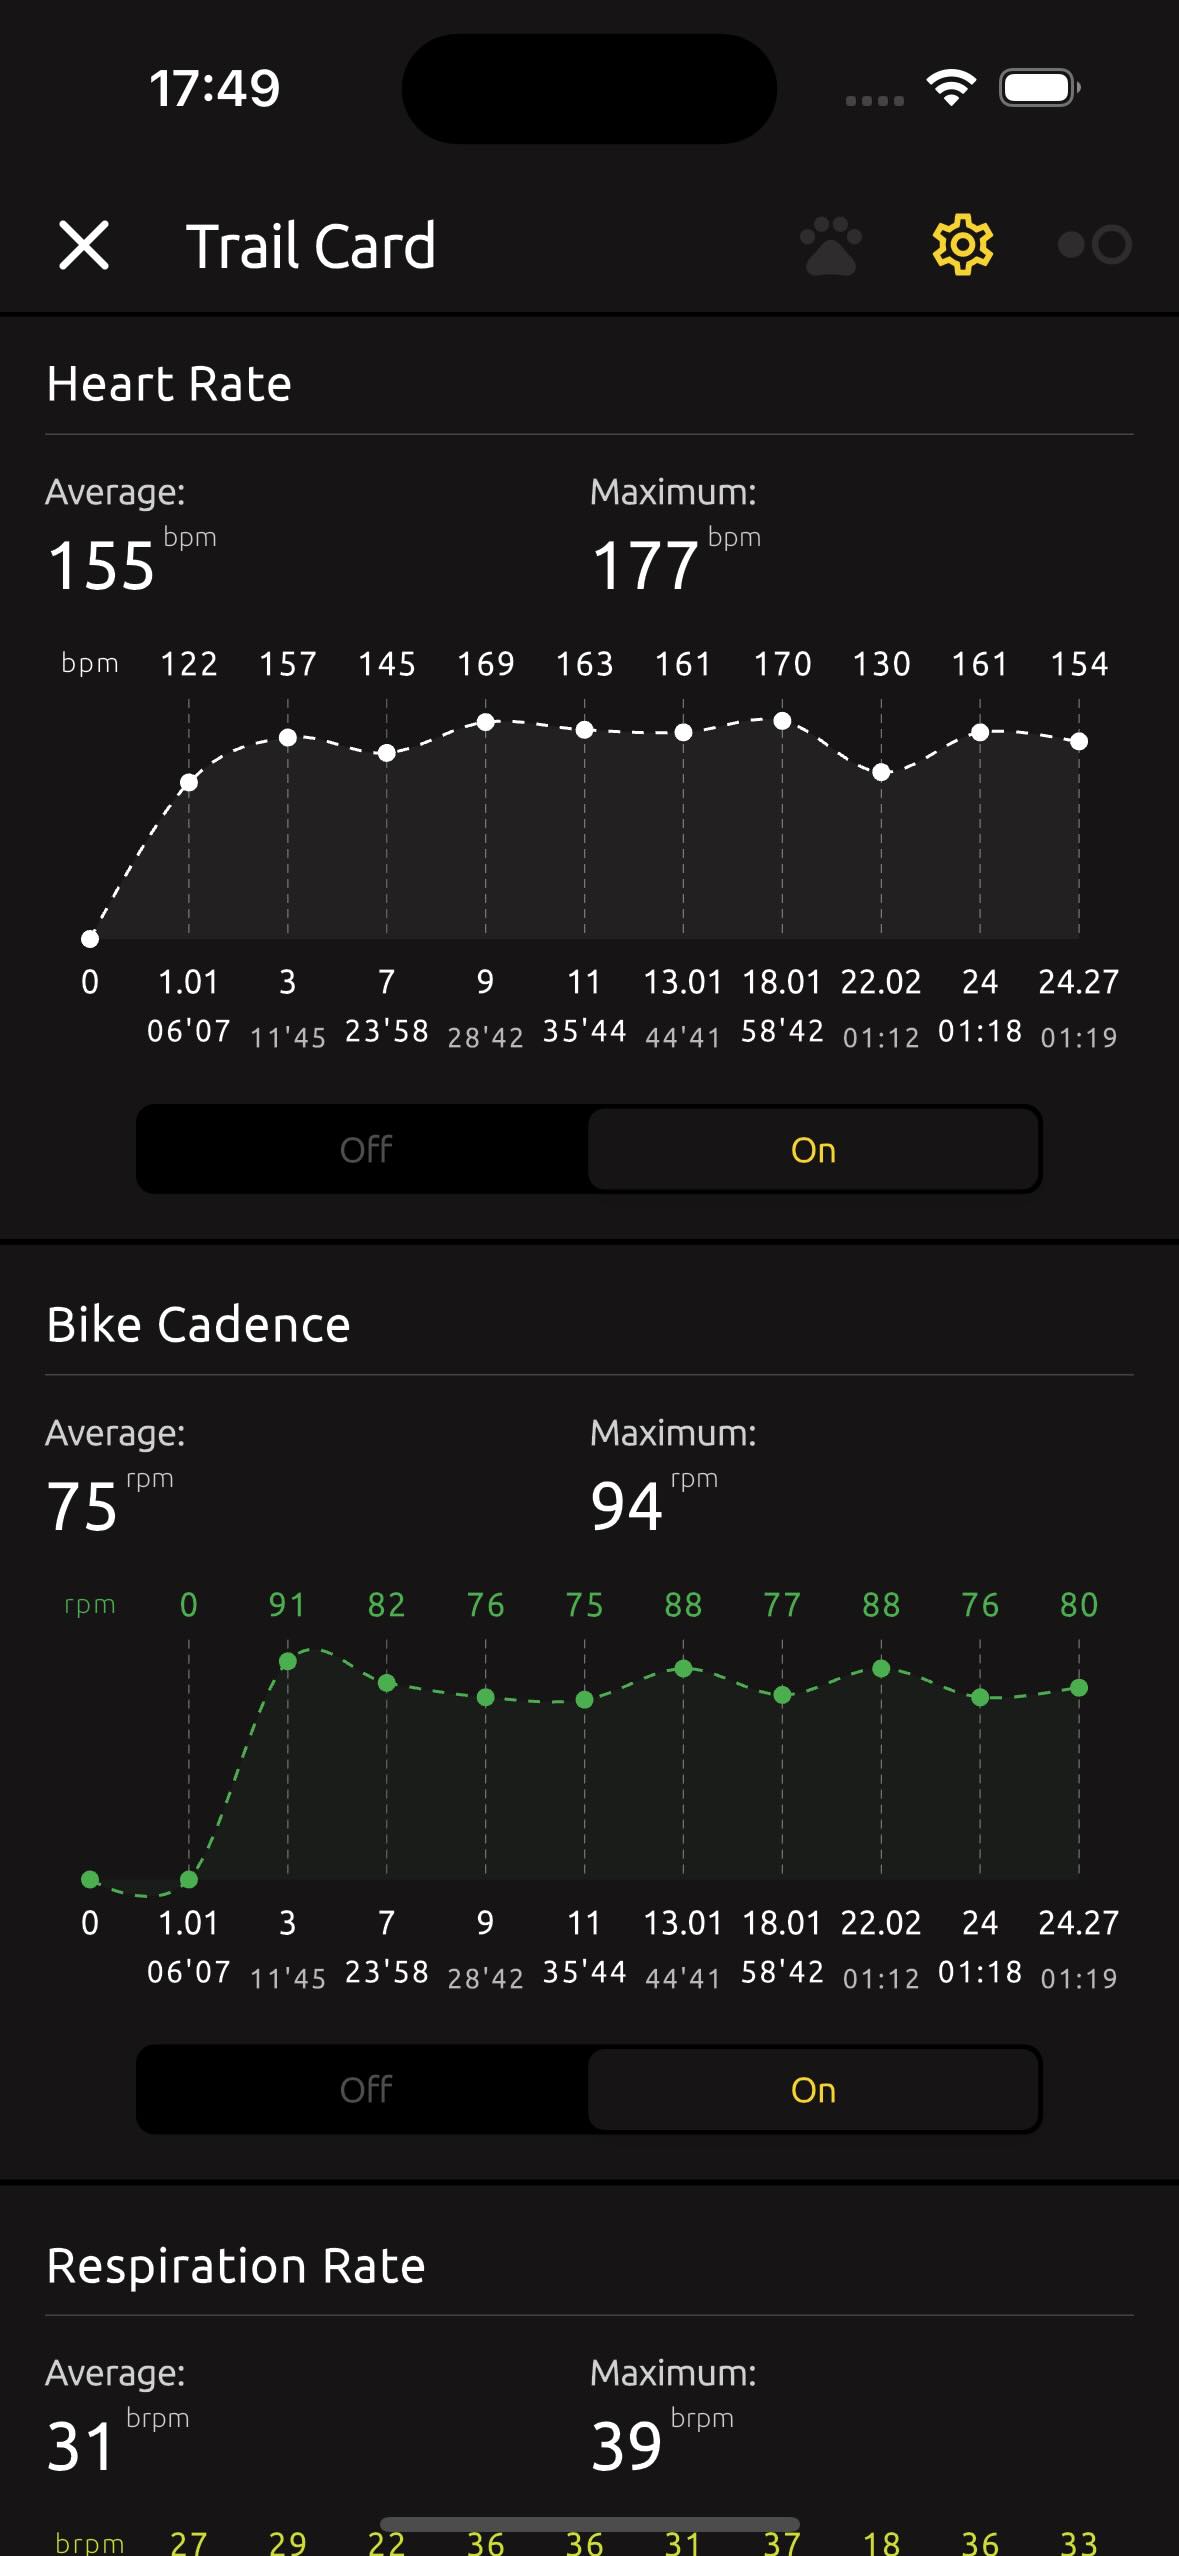 17:49
Trail Card
Heart Rate
Average: Maximum:
155 bpm 177 bpm
bpm 122 157 145 169 163 161 170 130 161 154
0 1.01 3 7 9 11 13.01 18.01 22.02 24 24.27
06'07 11'45 23'58 28'42 35'44 44'41 58'42 01:12 01:18 01:19
Off On
Bike Cadence
Average: Maximum:
75 rpm 94 rpm
rpm 0 91 82 76 75 88 77 88 76 80
0 1.01 3 7 9 11 13.01 18.01 22.02 24 24.27
06'07 11'45 23'58 28'42 35'44 44'41 58'42 01:12 01:18 01:19
Off On
Respiration Rate
Average: Maximum:
31 brpm 39 brpm
brpm 27 29 22 36 36 31 37 18 36 33